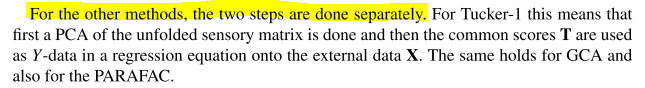 For the other methods, the two steps are done separately. For Tucker-1 this means that
first a PCA of the unfolded sensory matrix is done and then the common scores T are used
as Y-data in a regression equation onto the external data X. The same holds for GCA and
also for the PARAFAC.